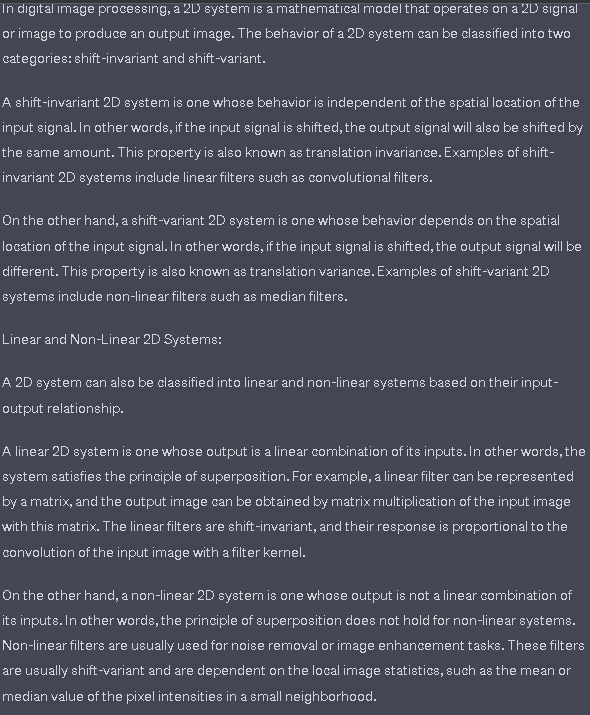 In digital image processing, a 2D system is a mathematical model that operates on a 2D signal
or image to produce an output image. The behavior of a 2D system can be classified into two
categories: shift-invariant and shift-variant.
A shift-invariant 2D system is one whose behavior is independent of the spatial location of the
input signal. In other words, if the input signal is shifted, the output signal will also be shifted by
the same amount. This property is also known as translation invariance. Examples of shift-
invariant 2D systems include linear filters such as convolutional filters.
On the other hand, a shift-variant 2D system is one whose behavior depends on the spatial
location of the input signal. In other words, if the input signal is shifted, the output signal will be
different. This property is also known as translation variance. Examples of shift-variant 2D
systems include non-linear filters such as median filters.
Linear and Non-Linear 2D Systems:
A 2D system can also be classified into linear and non-linear systems based on their input-
output relationship.
A linear 2D system is one whose output is a linear combination of its inputs. In other words, the
system satisfies the principle of superposition. For example, a linear filter can be represented
by a matrix, and the output image can be obtained by matrix multiplication of the input image
with this matrix. The linear filters are shift-invariant, and their response is proportional to the
convolution of the input image with a filter kernel.
On the other hand, a non-linear 2D system is one whose output is not a linear combination of
its inputs. In other words, the principle of superposition does not hold for non-linear systems.
Non-linear filters are usually used for noise removal or image enhancement tasks. These filters
are usually shift-variant and are dependent on the local image statistics, such as the mean or
median value of the pixel intensities in a small neighborhood.